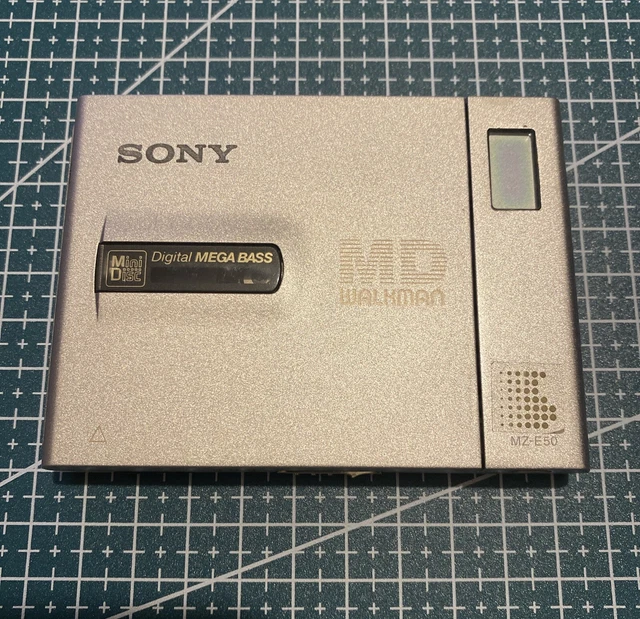 SONY
Mini Disc
Digital MEGA BASS
MD
WALKMAN
MZ-E50